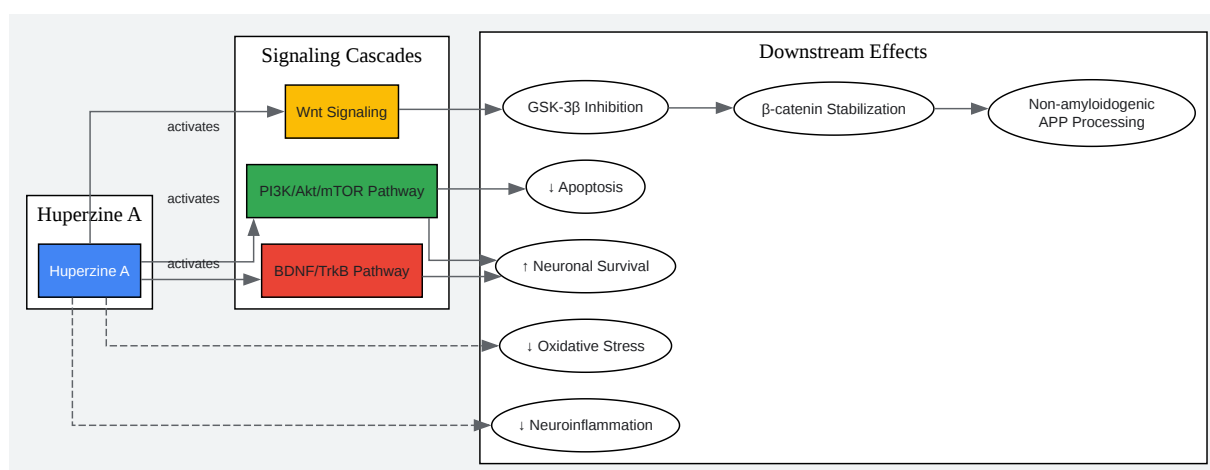 Signaling Cascades
Downstream Effects
Wnt Signaling
GSK-3β Inhibition
β-catenin Stabilization
Non-amyloidogenic
APP Processing
activates
PI3K/Akt/mTOR Pathway
↓ Apoptosis
activates
Huperzine A
Huperzine A
activates
BDNF/TrkB Pathway
↑ Neuronal Survival
↓ Oxidative Stress
↓ Neuroinflammation